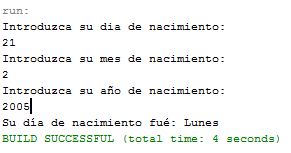 run:
Introduzca su dia de nacimiento:
21
Introduzca su mes de nacimiento:
2
Introduzca su año de nacimiento:
2005
Su día de nacimiento fué: Lunes
BUILD SUCCESSFUL (total time: 4 seconds)